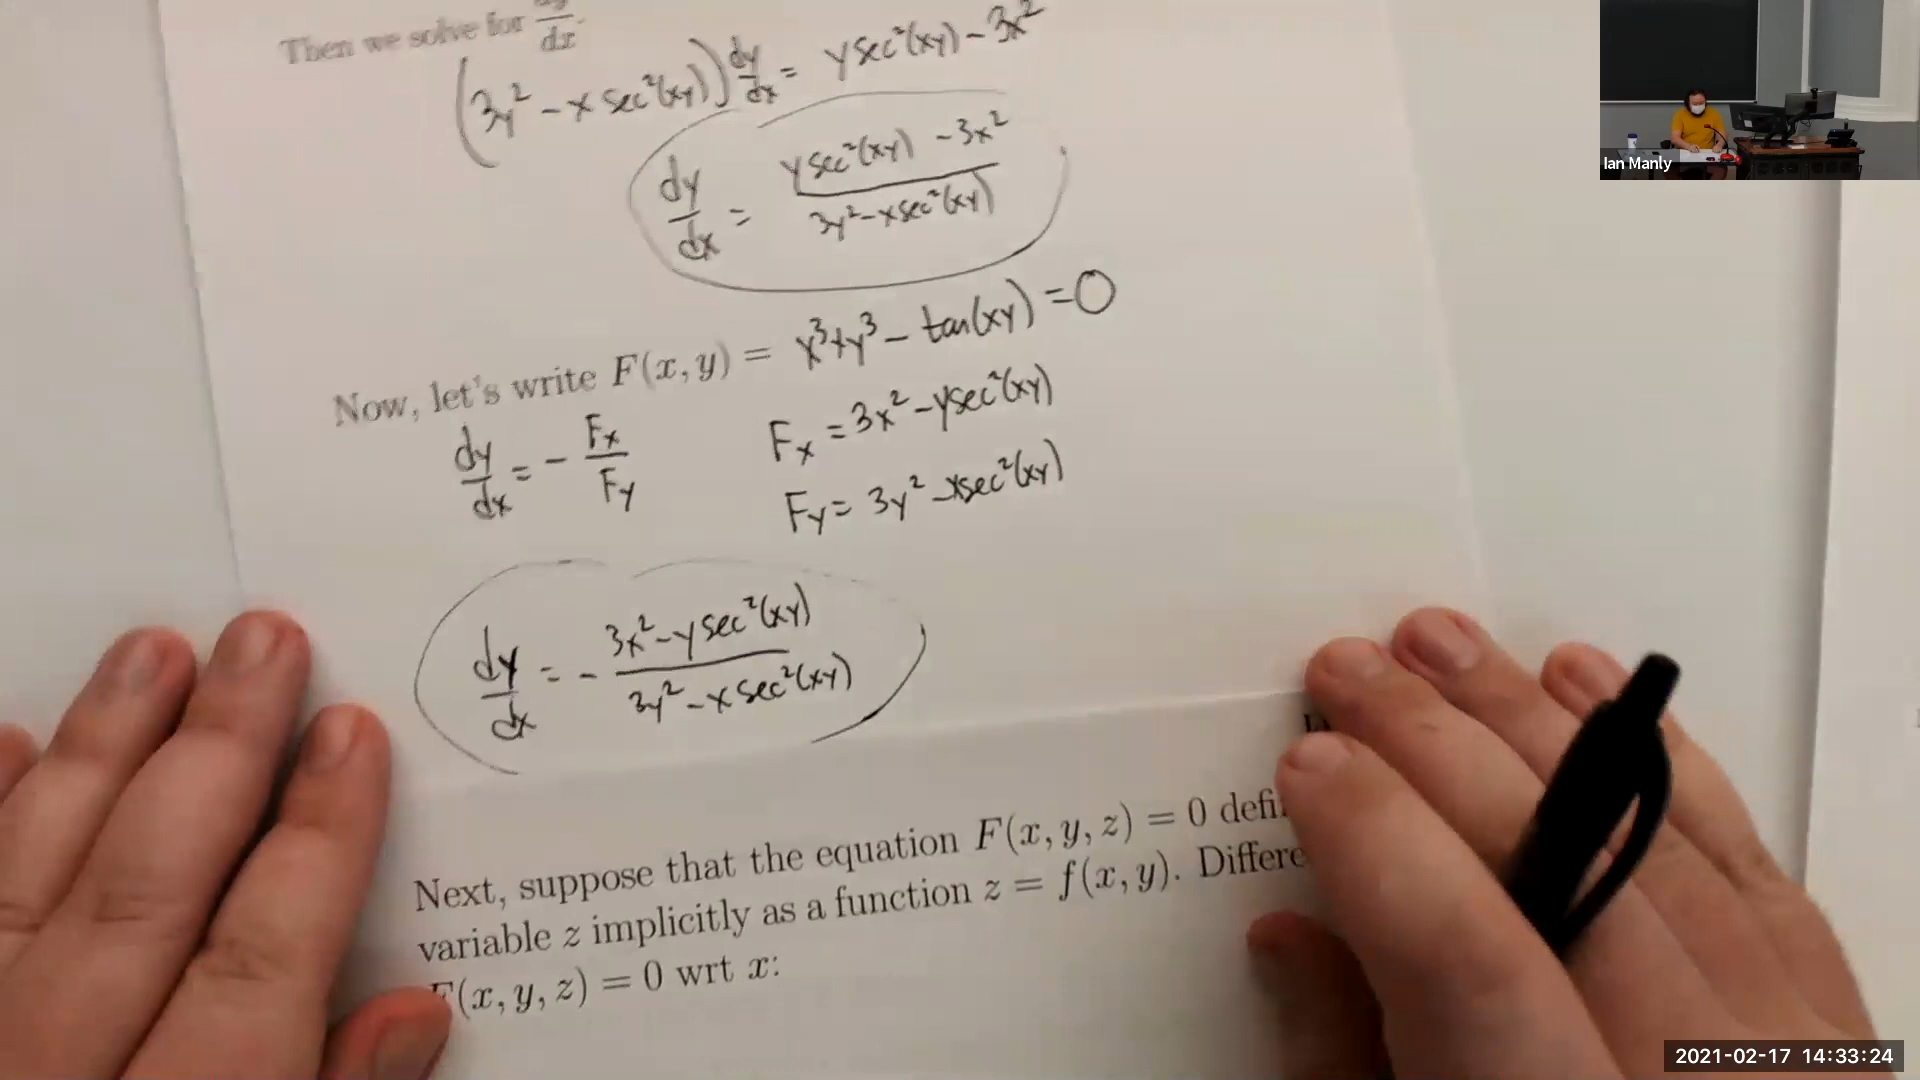 Then we solve for dy/dx.
(3y² - x sec²(xy)) dy/dx = y sec²(xy) - 3x²
dy/dx = (y sec²(xy) - 3x²)/(3y² - x sec²(xy))
Now, let's write F(x, y) = x³+y³ - tan(xy) = 0
dy/dx = - Fx/Fy
Fx = 3x² - y sec²(xy)
Fy = 3y² - x sec²(xy)
dy/dx = - (3x² - y sec²(xy))/(3y² - x sec²(xy))
Next, suppose that the equation F(x, y, z) = 0
variable z implicitly as a function z = f(x, y).
F(x, y, z) = 0 wrt x:
Ian Manly
2021-02-17 14:33:24